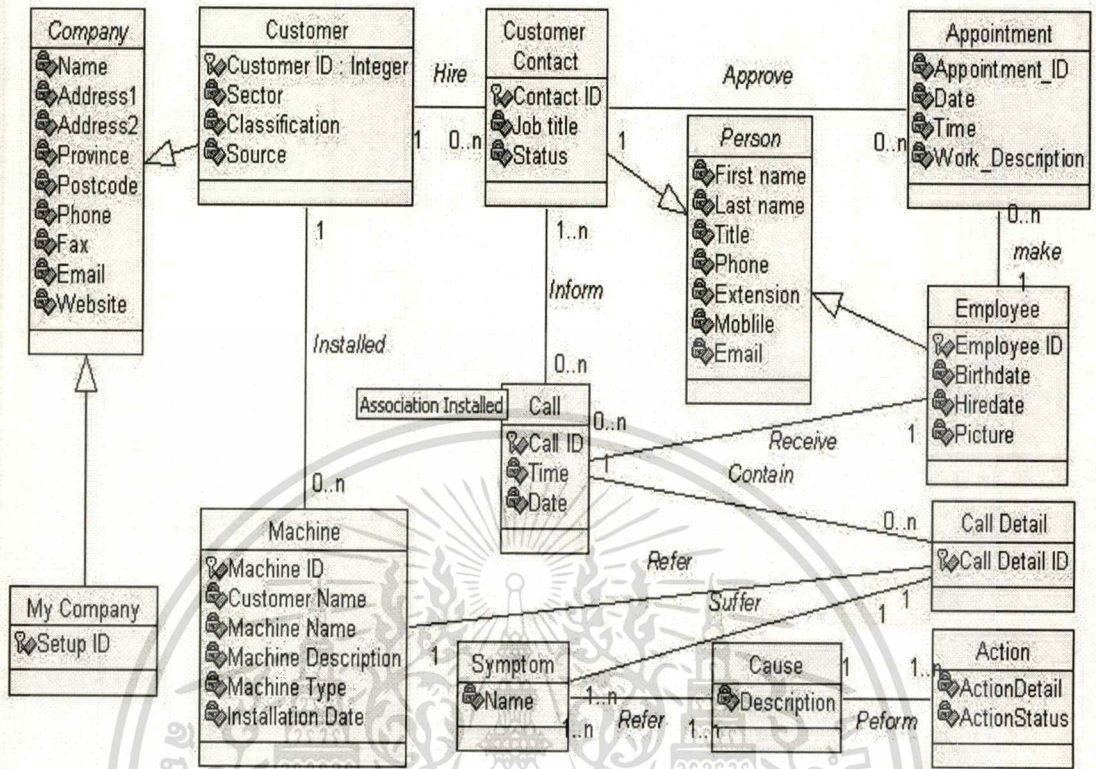 Company
Name
Address1
Address2
Province
Postcode
Phone
Fax
Email
Website
Customer
Customer ID : Integer
Sector
Classification
Source
Hire
1
0..n
Customer
Contact
Contact ID
Job title
Status
Approve
1
0..n
Appointment
Appointment_ID
Date
Time
Work_Description
Person
First name
Last name
Title
Phone
Extension
Moblile
Email
0..n
make
1
Employee
Employee ID
Birthdate
Hiredate
Picture
1
Installed
0..n
1..n
Inform
0..n
Association Installed
Call
Call ID
Time
Date
0..n
Receive
1
1
Contain
0..n
Call Detail
Call Detail ID
My Company
Setup ID
Machine
Machine ID
Customer Name
Machine Name
Machine Description
Machine Type
Installation Date
Refer
1
1
Suffer
1
Symptom
Name
1..n
1..n
Refer
1..n
Cause
Description
1
Peform
1..n
Action
ActionDetail
ActionStatus